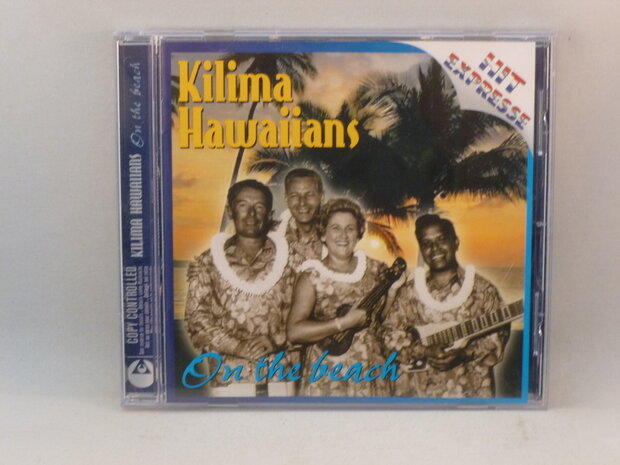 Kilima
Hawaiians
HIT
EXPRESSE
On the beach
COPY CONTROLLED
KILIMA HAWAIIANS On the beach